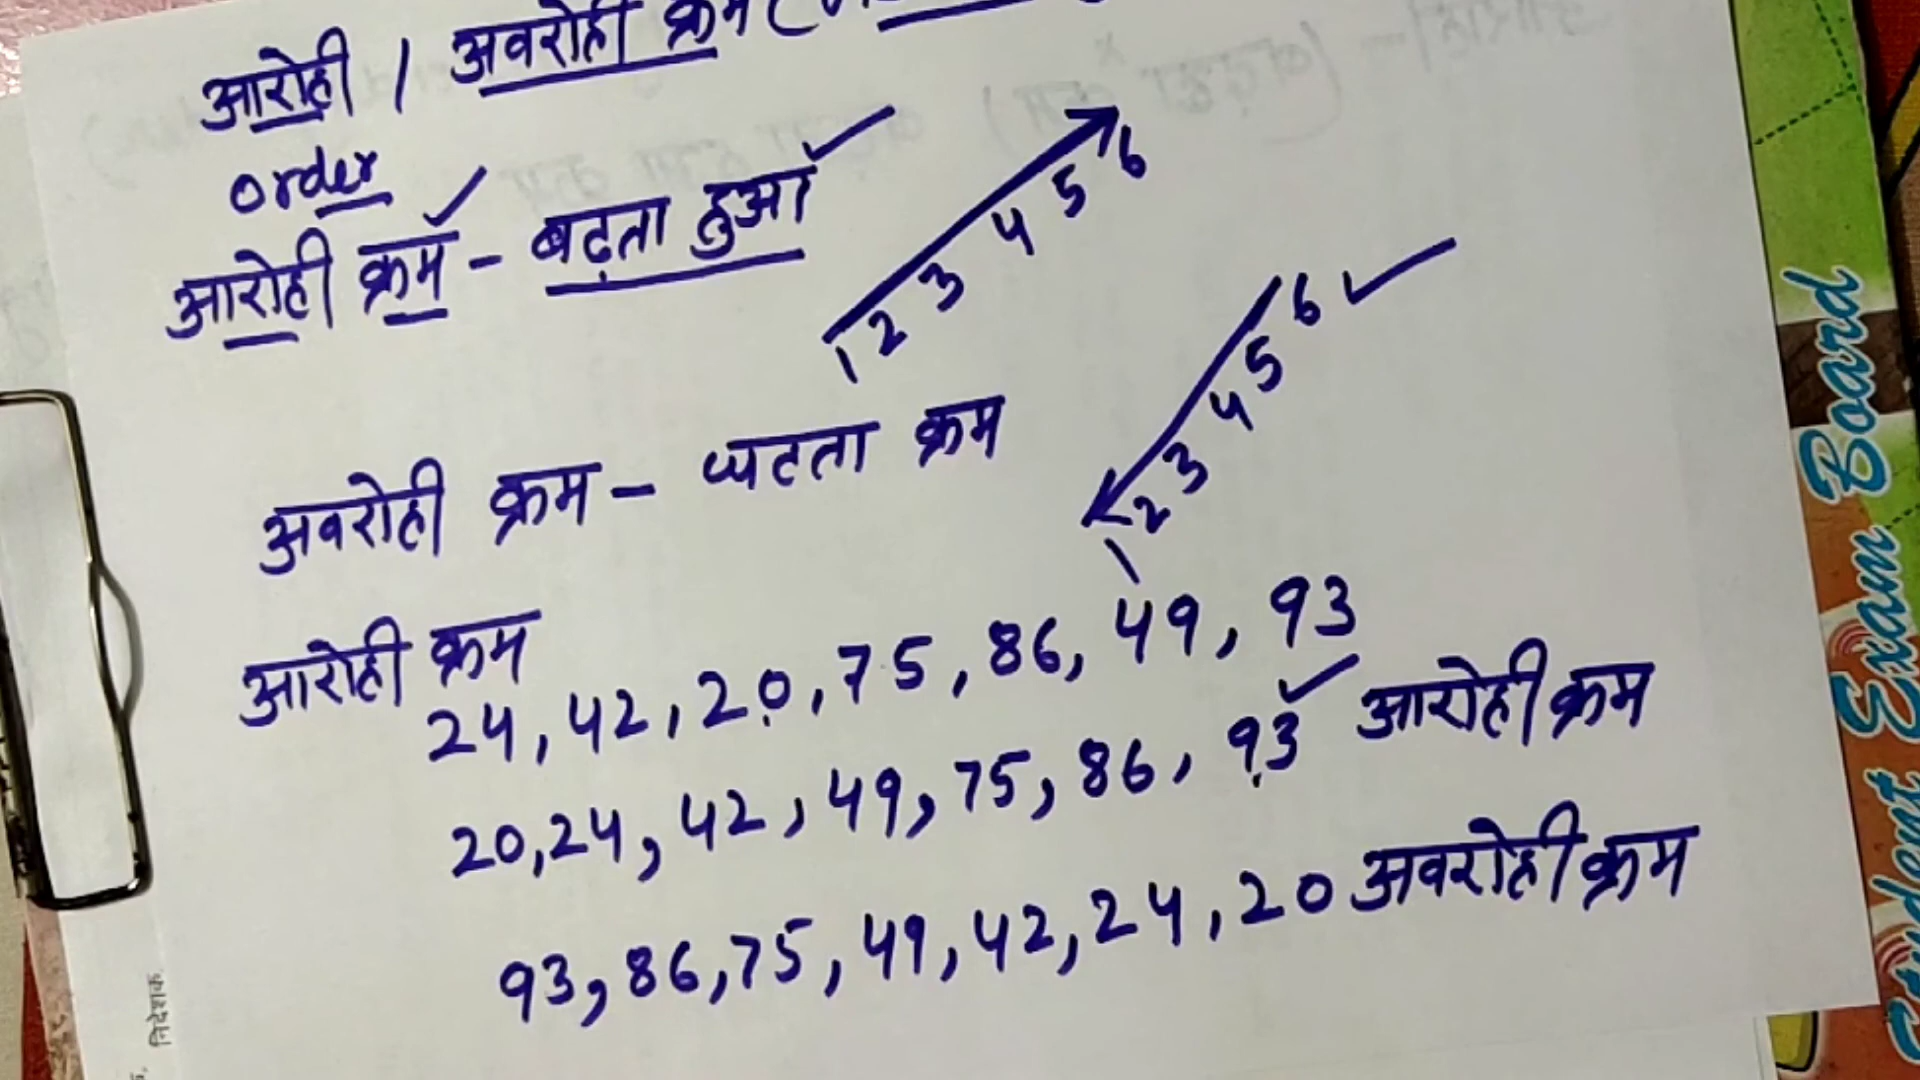 आरोही / अवरोही क्रम (
order
आरोही क्रम - बढ़ता हुआ
1 2 3 4 5 6
अवरोही क्रम - घटता क्रम
1 2 3 4 5 6
आरोही क्रम
24, 42, 20, 75, 86, 49, 93
20, 24, 42, 49, 75, 86, 93 आरोही क्रम
93, 86, 75, 49, 42, 24, 20 अवरोही क्रम
Student Exam Board
निदेशक